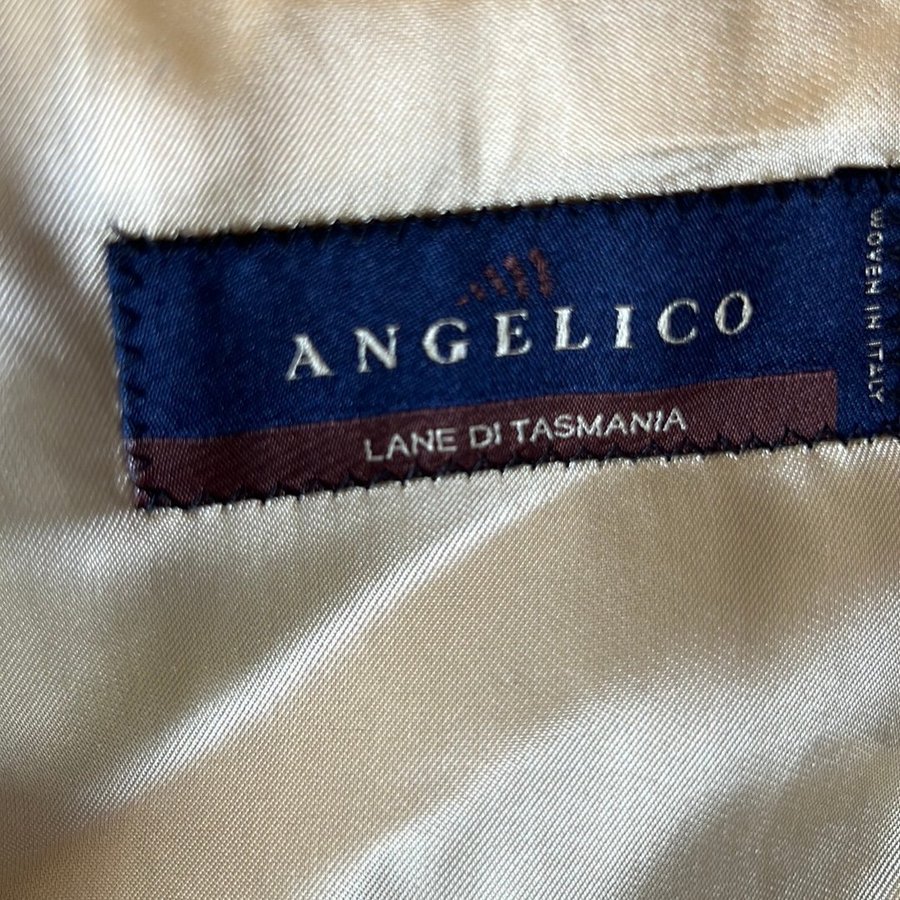 ANGELICO
LANE DI TASMANIA
WOVEN IN ITALY